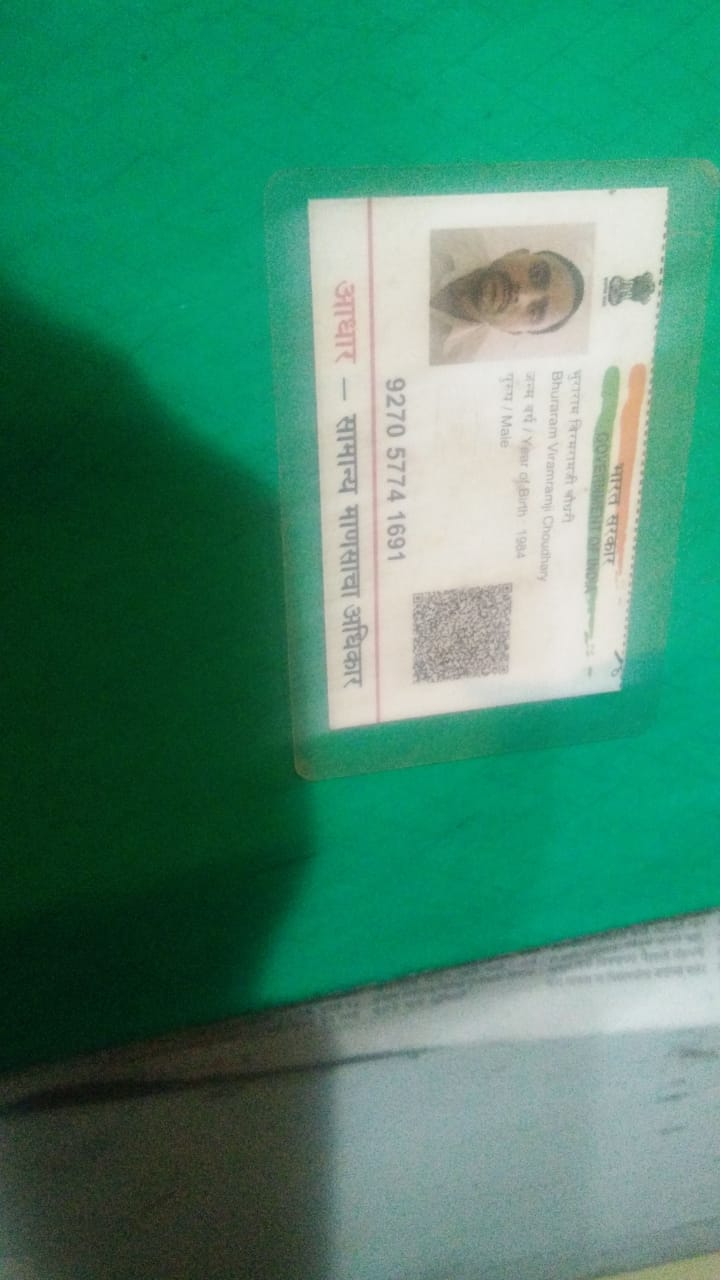 भारत सरकार
GOVERNMENT OF INDIA
भुराराम विरमरामजी चौधरी
Bhuraram Viramramji Choudhary
जन्म वर्ष / Year of Birth : 1984
पुरुष / Male
9270 5774 1691
आधार – सामान्य माणसाचा अधिकार